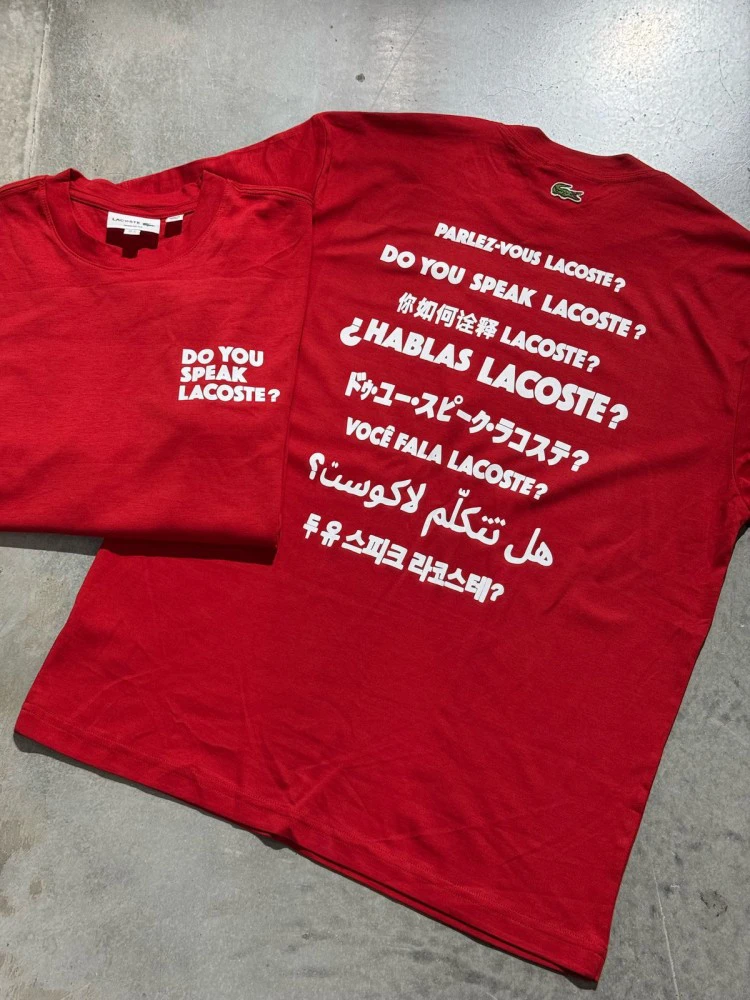 LACOSTE
DO YOU
SPEAK
LACOSTE?
PARLEZ-VOUS LACOSTE?
DO YOU SPEAK LACOSTE?
你如何诠释 LACOSTE?
¿HABLAS LACOSTE?
ドゥ・ユー・スピーク・ラコステ?
VOCÊ FALA LACOSTE?
هل تتكلّم لاكوست؟
두 유 스피크 라코스테?